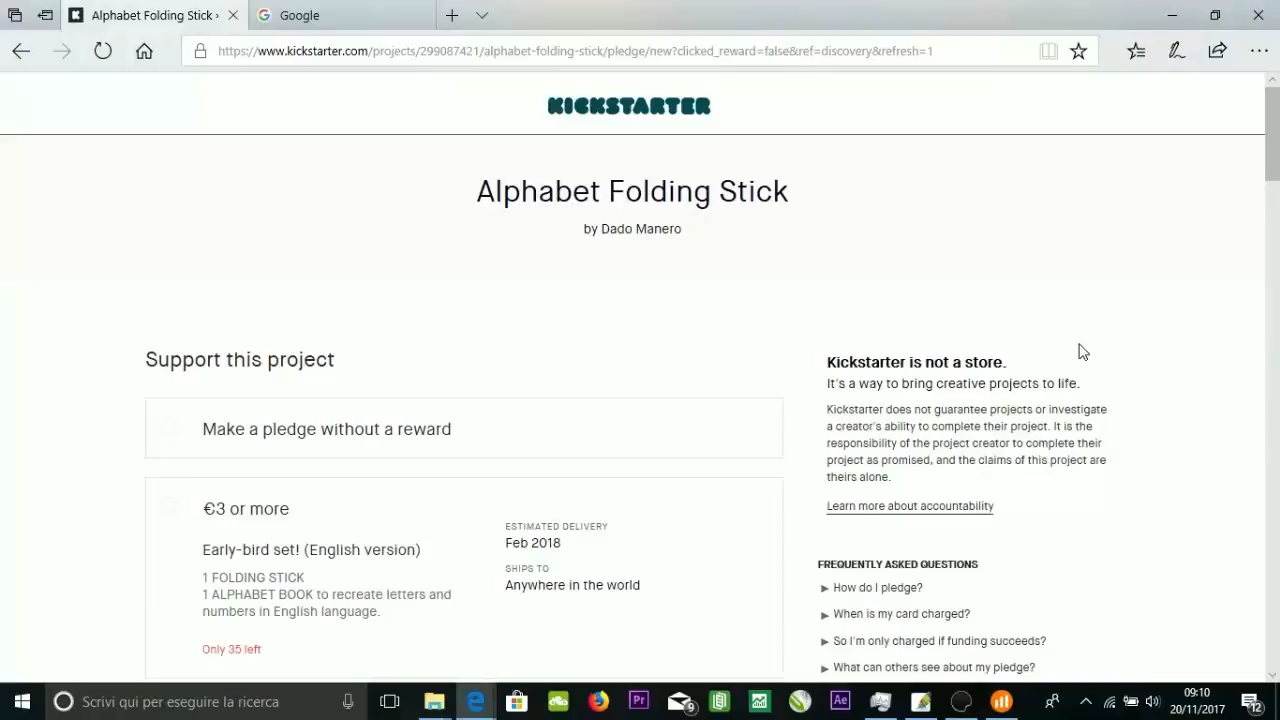 Alphabet Folding Stick
Google
https://www.kickstarter.com/projects/299087421/alphabet-folding-stick/pledge/new?clicked_reward=false&ref=discovery&refresh=1
KICKSTARTER
Alphabet Folding Stick
by Dado Manero
Support this project
Make a pledge without a reward
€3 or more
Early-bird set! (English version)
1 FOLDING STICK
1 ALPHABET BOOK to recreate letters and
numbers in English language.
Only 35 left
ESTIMATED DELIVERY
Feb 2018
SHIPS TO
Anywhere in the world
Kickstarter is not a store.
It's a way to bring creative projects to life.
Kickstarter does not guarantee projects or investigate
a creator's ability to complete their project. It is the
responsibility of the project creator to complete their
project as promised, and the claims of this project are
theirs alone.
Learn more about accountability
FREQUENTLY ASKED QUESTIONS
How do I pledge?
When is my card charged?
So I'm only charged if funding succeeds?
What can others see about my pledge?
Scrivi qui per eseguire la ricerca
Pr
9
Ae
09:10
20/11/2017
12